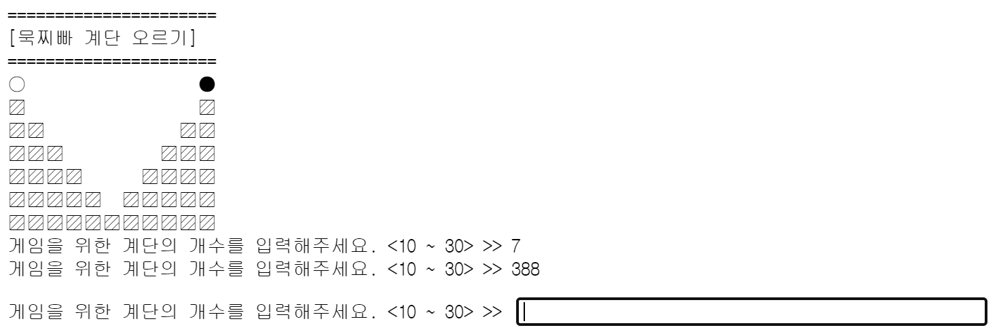 ======================
[묵찌빠 계단 오르기]
======================
○                  ●
▨                  ▨
▨▨                ▨▨
▨▨▨              ▨▨▨
▨▨▨▨            ▨▨▨▨
▨▨▨▨▨  ▨▨▨▨▨
▨▨▨▨▨▨▨▨▨▨▨
게임을 위한 계단의 개수를 입력해주세요. <10 ~ 30> >> 7
게임을 위한 계단의 개수를 입력해주세요. <10 ~ 30> >> 388
게임을 위한 계단의 개수를 입력해주세요. <10 ~ 30> >>